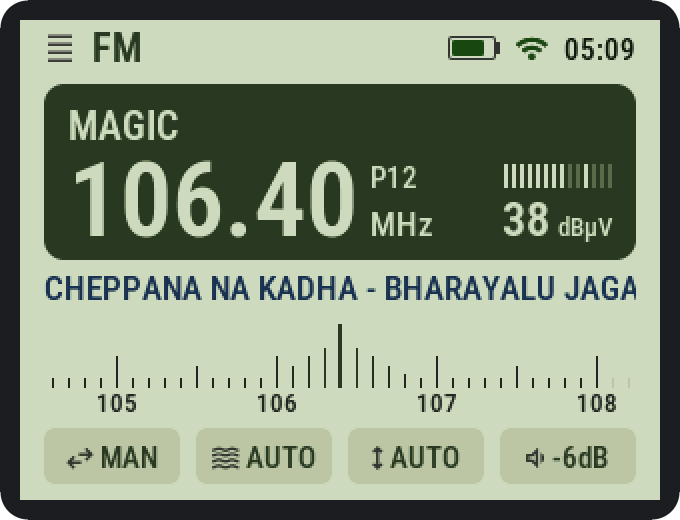 FM 05:09
MAGIC
106.40 P12 MHz 38 dBµV
CHEPPANA NA KADHA - BHARAYALU JAGA
105 106 107 108
MAN AUTO AUTO -6dB